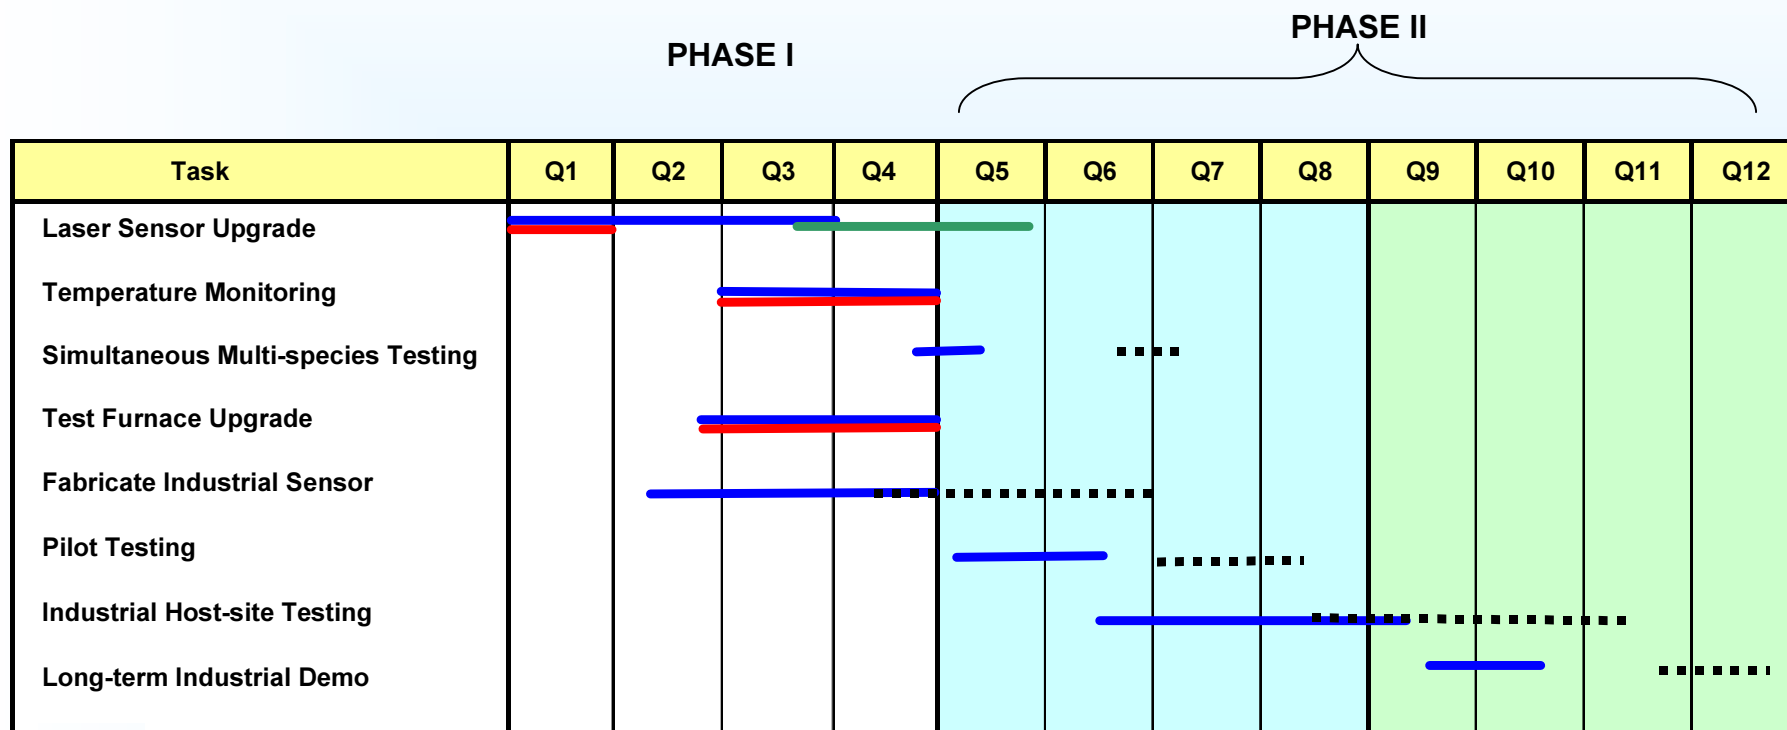 PHASE I
PHASE II
Task Q1 Q2 Q3 Q4 Q5 Q6 Q7 Q8 Q9 Q10 Q11 Q12
Laser Sensor Upgrade
Temperature Monitoring
Simultaneous Multi-species Testing
Test Furnace Upgrade
Fabricate Industrial Sensor
Pilot Testing
Industrial Host-site Testing
Long-term Industrial Demo